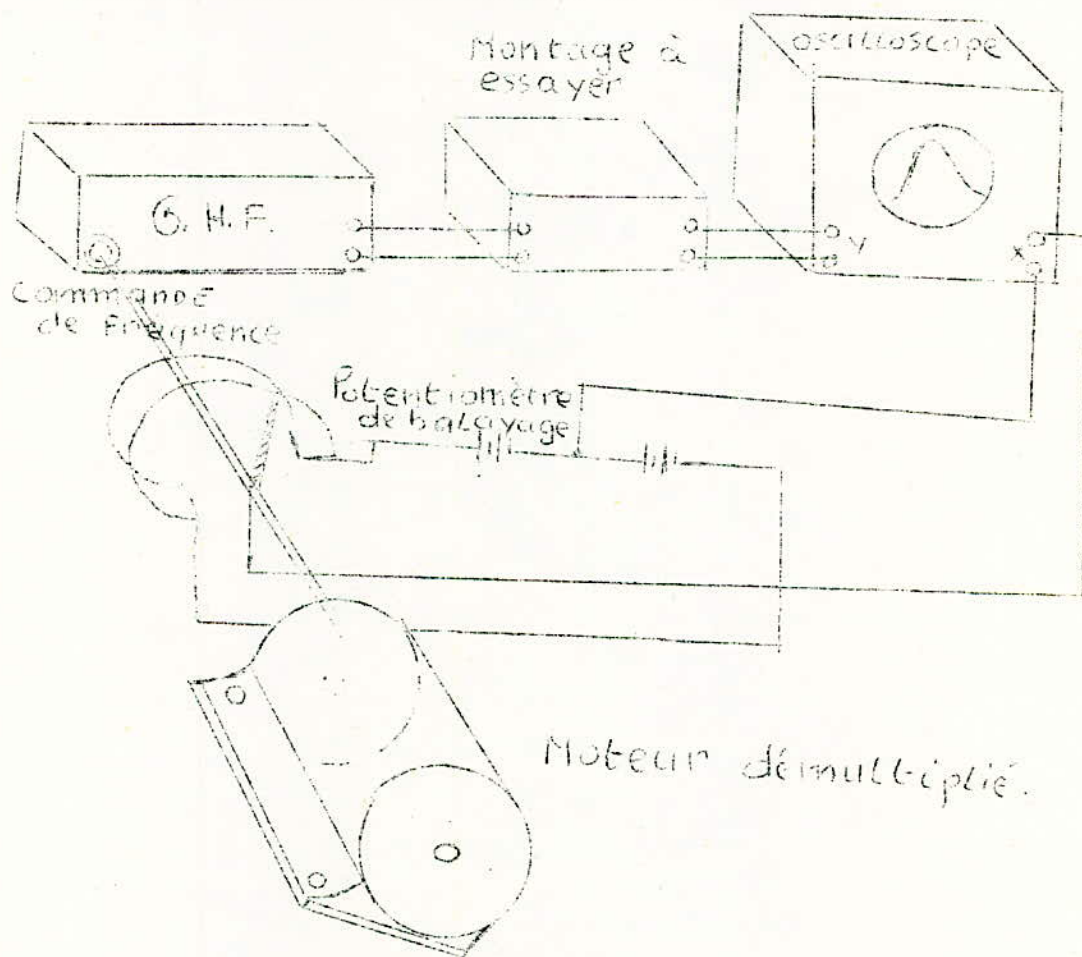 Montage à
essayer
oscilloscope
G. H. F.
Y
X
Commande
de Fréquence
Potentiomètre
de balayage
Moteur démultiplié.